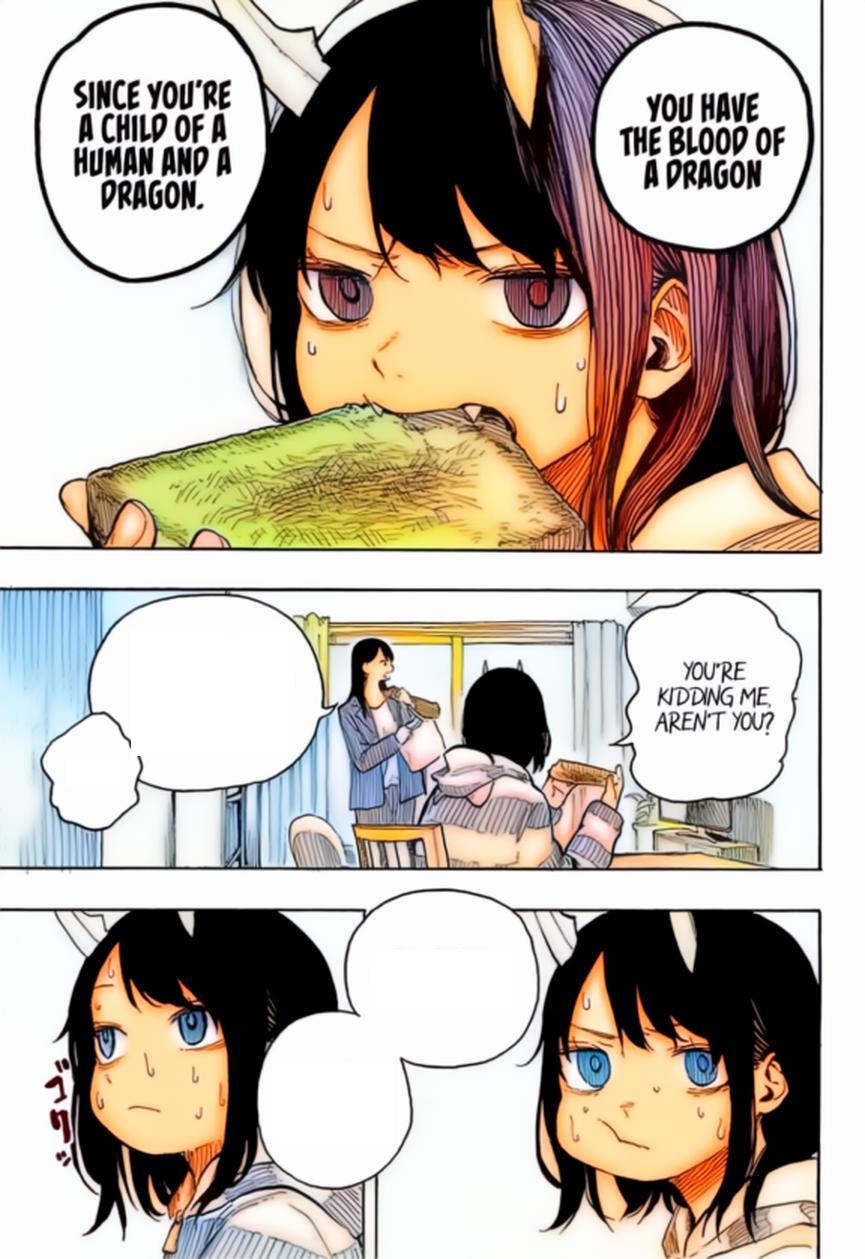 YOU HAVE
THE BLOOD OF
A DRAGON
SINCE YOU'RE
A CHILD OF A
HUMAN AND A
DRAGON.
YOU'RE
KIDDING ME,
AREN'T YOU?
ゴクッ